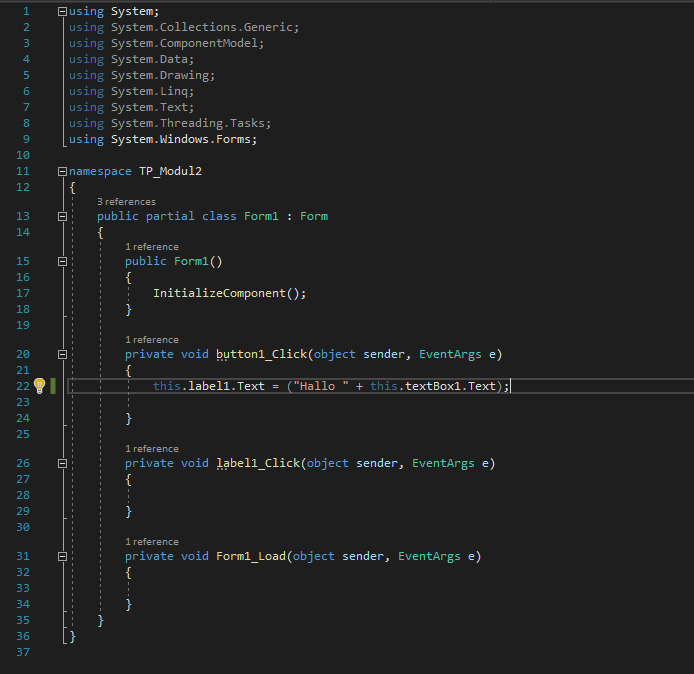 1 using System;
2 using System.Collections.Generic;
3 using System.ComponentModel;
4 using System.Data;
5 using System.Drawing;
6 using System.Linq;
7 using System.Text;
8 using System.Threading.Tasks;
9 using System.Windows.Forms;
10
11 namespace TP_Modul2
12 {
3 references
13 public partial class Form1 : Form
14 {
1 reference
15 public Form1()
16 {
17 InitializeComponent();
18 }
19
1 reference
20 private void button1_Click(object sender, EventArgs e)
21 {
22 this.label1.Text = ("Hallo " + this.textBox1.Text);
23
24 }
25
1 reference
26 private void label1_Click(object sender, EventArgs e)
27 {
28
29 }
30
1 reference
31 private void Form1_Load(object sender, EventArgs e)
32 {
33
34 }
35 }
36 }
37